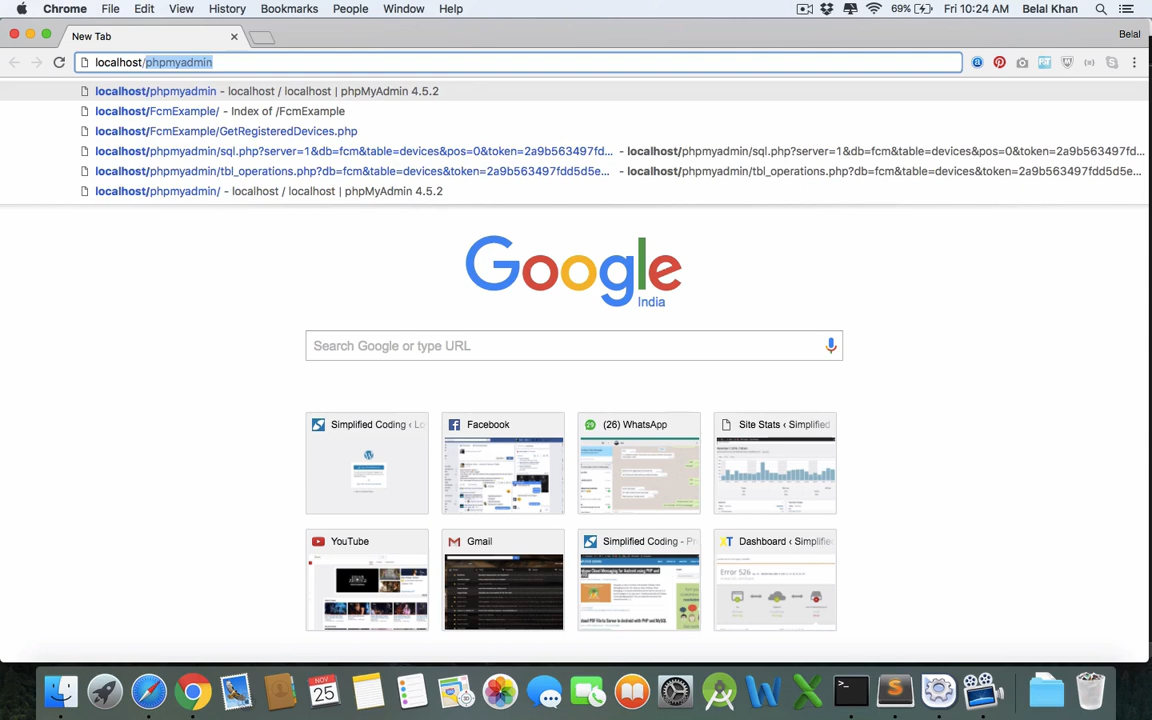 Chrome File Edit View History Bookmarks People Window Help 69% Fri 10:24 AM Belal Khan
New Tab Belal
localhost/phpmyadmin
localhost/phpmyadmin - localhost / localhost | phpMyAdmin 4.5.2
localhost/FcmExample/ - Index of /FcmExample
localhost/FcmExample/GetRegisteredDevices.php
localhost/phpmyadmin/sql.php?server=1&db=fcm&table=devices&pos=0&token=2a9b563497fd... - localhost/phpmyadmin/sql.php?server=1&db=fcm&table=devices&pos=0&token=2a9b563497fd...
localhost/phpmyadmin/tbl_operations.php?db=fcm&table=devices&token=2a9b563497fdd5d5e... - localhost/phpmyadmin/tbl_operations.php?db=fcm&table=devices&token=2a9b563497fdd5d5e...
localhost/phpmyadmin/ - localhost / localhost | phpMyAdmin 4.5.2
Google
India
Search Google or type URL
Simplified Coding ‹ Lo Facebook (26) WhatsApp Site Stats ‹ Simplified
YouTube Gmail Simplified Coding - Pr Dashboard ‹ Simplifie
Error 526
NOV
25